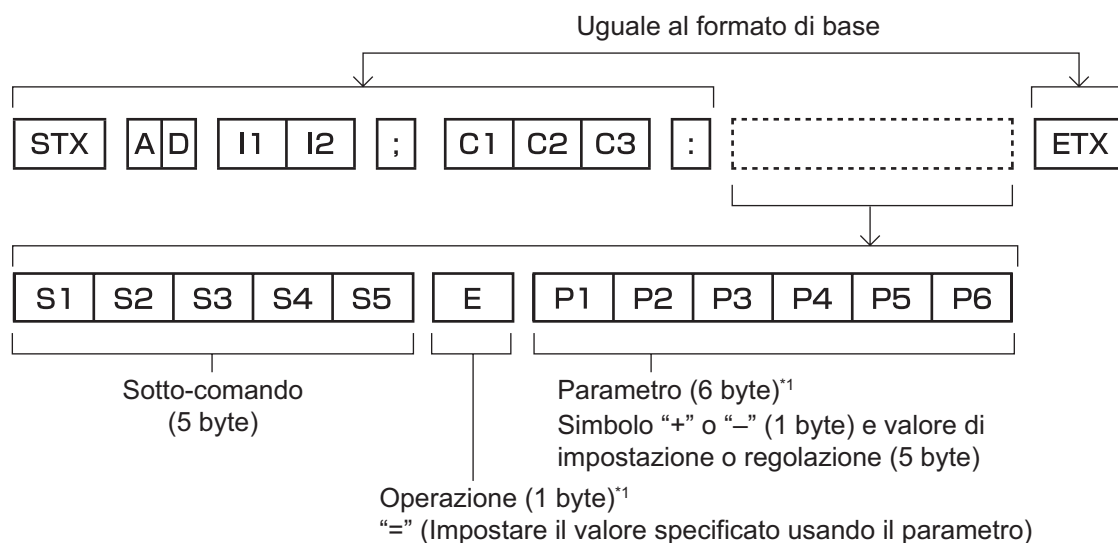 Uguale al formato di base
STX A D I1 I2 ; C1 C2 C3 : ETX
S1 S2 S3 S4 S5 E P1 P2 P3 P4 P5 P6
Sotto-comando
(5 byte)
Parametro (6 byte)*1
Simbolo “+” o “–” (1 byte) e valore di
impostazione o regolazione (5 byte)
Operazione (1 byte)*1
“=” (Impostare il valore specificato usando il parametro)